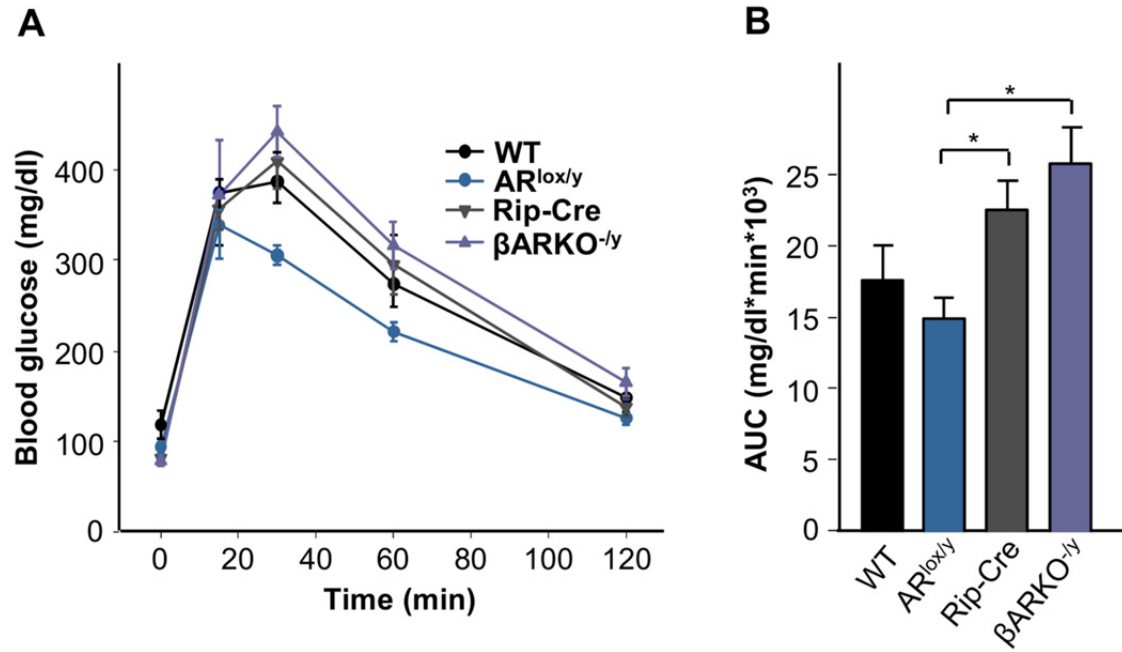 A
Blood glucose (mg/dl)
400
300
200
100
0
0 20 40 60 80 100 120
Time (min)
WT
ARlox/y
Rip-Cre
βARKO-/y
B
AUC (mg/dl*min*10³)
25
20
15
10
5
0
*
*
WT
ARlox/y
Rip-Cre
βARKO-/y